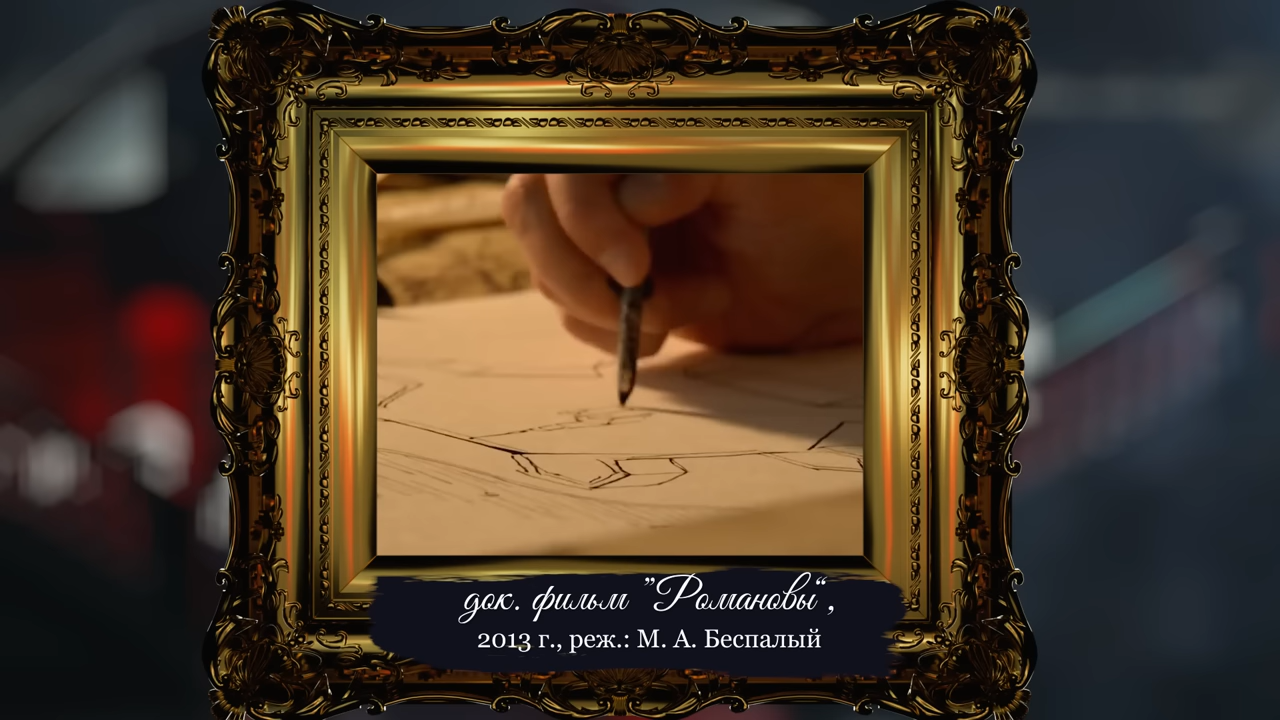 док. фильм ”Романовы“,
2013 г., реж.: М. А. Беспалый